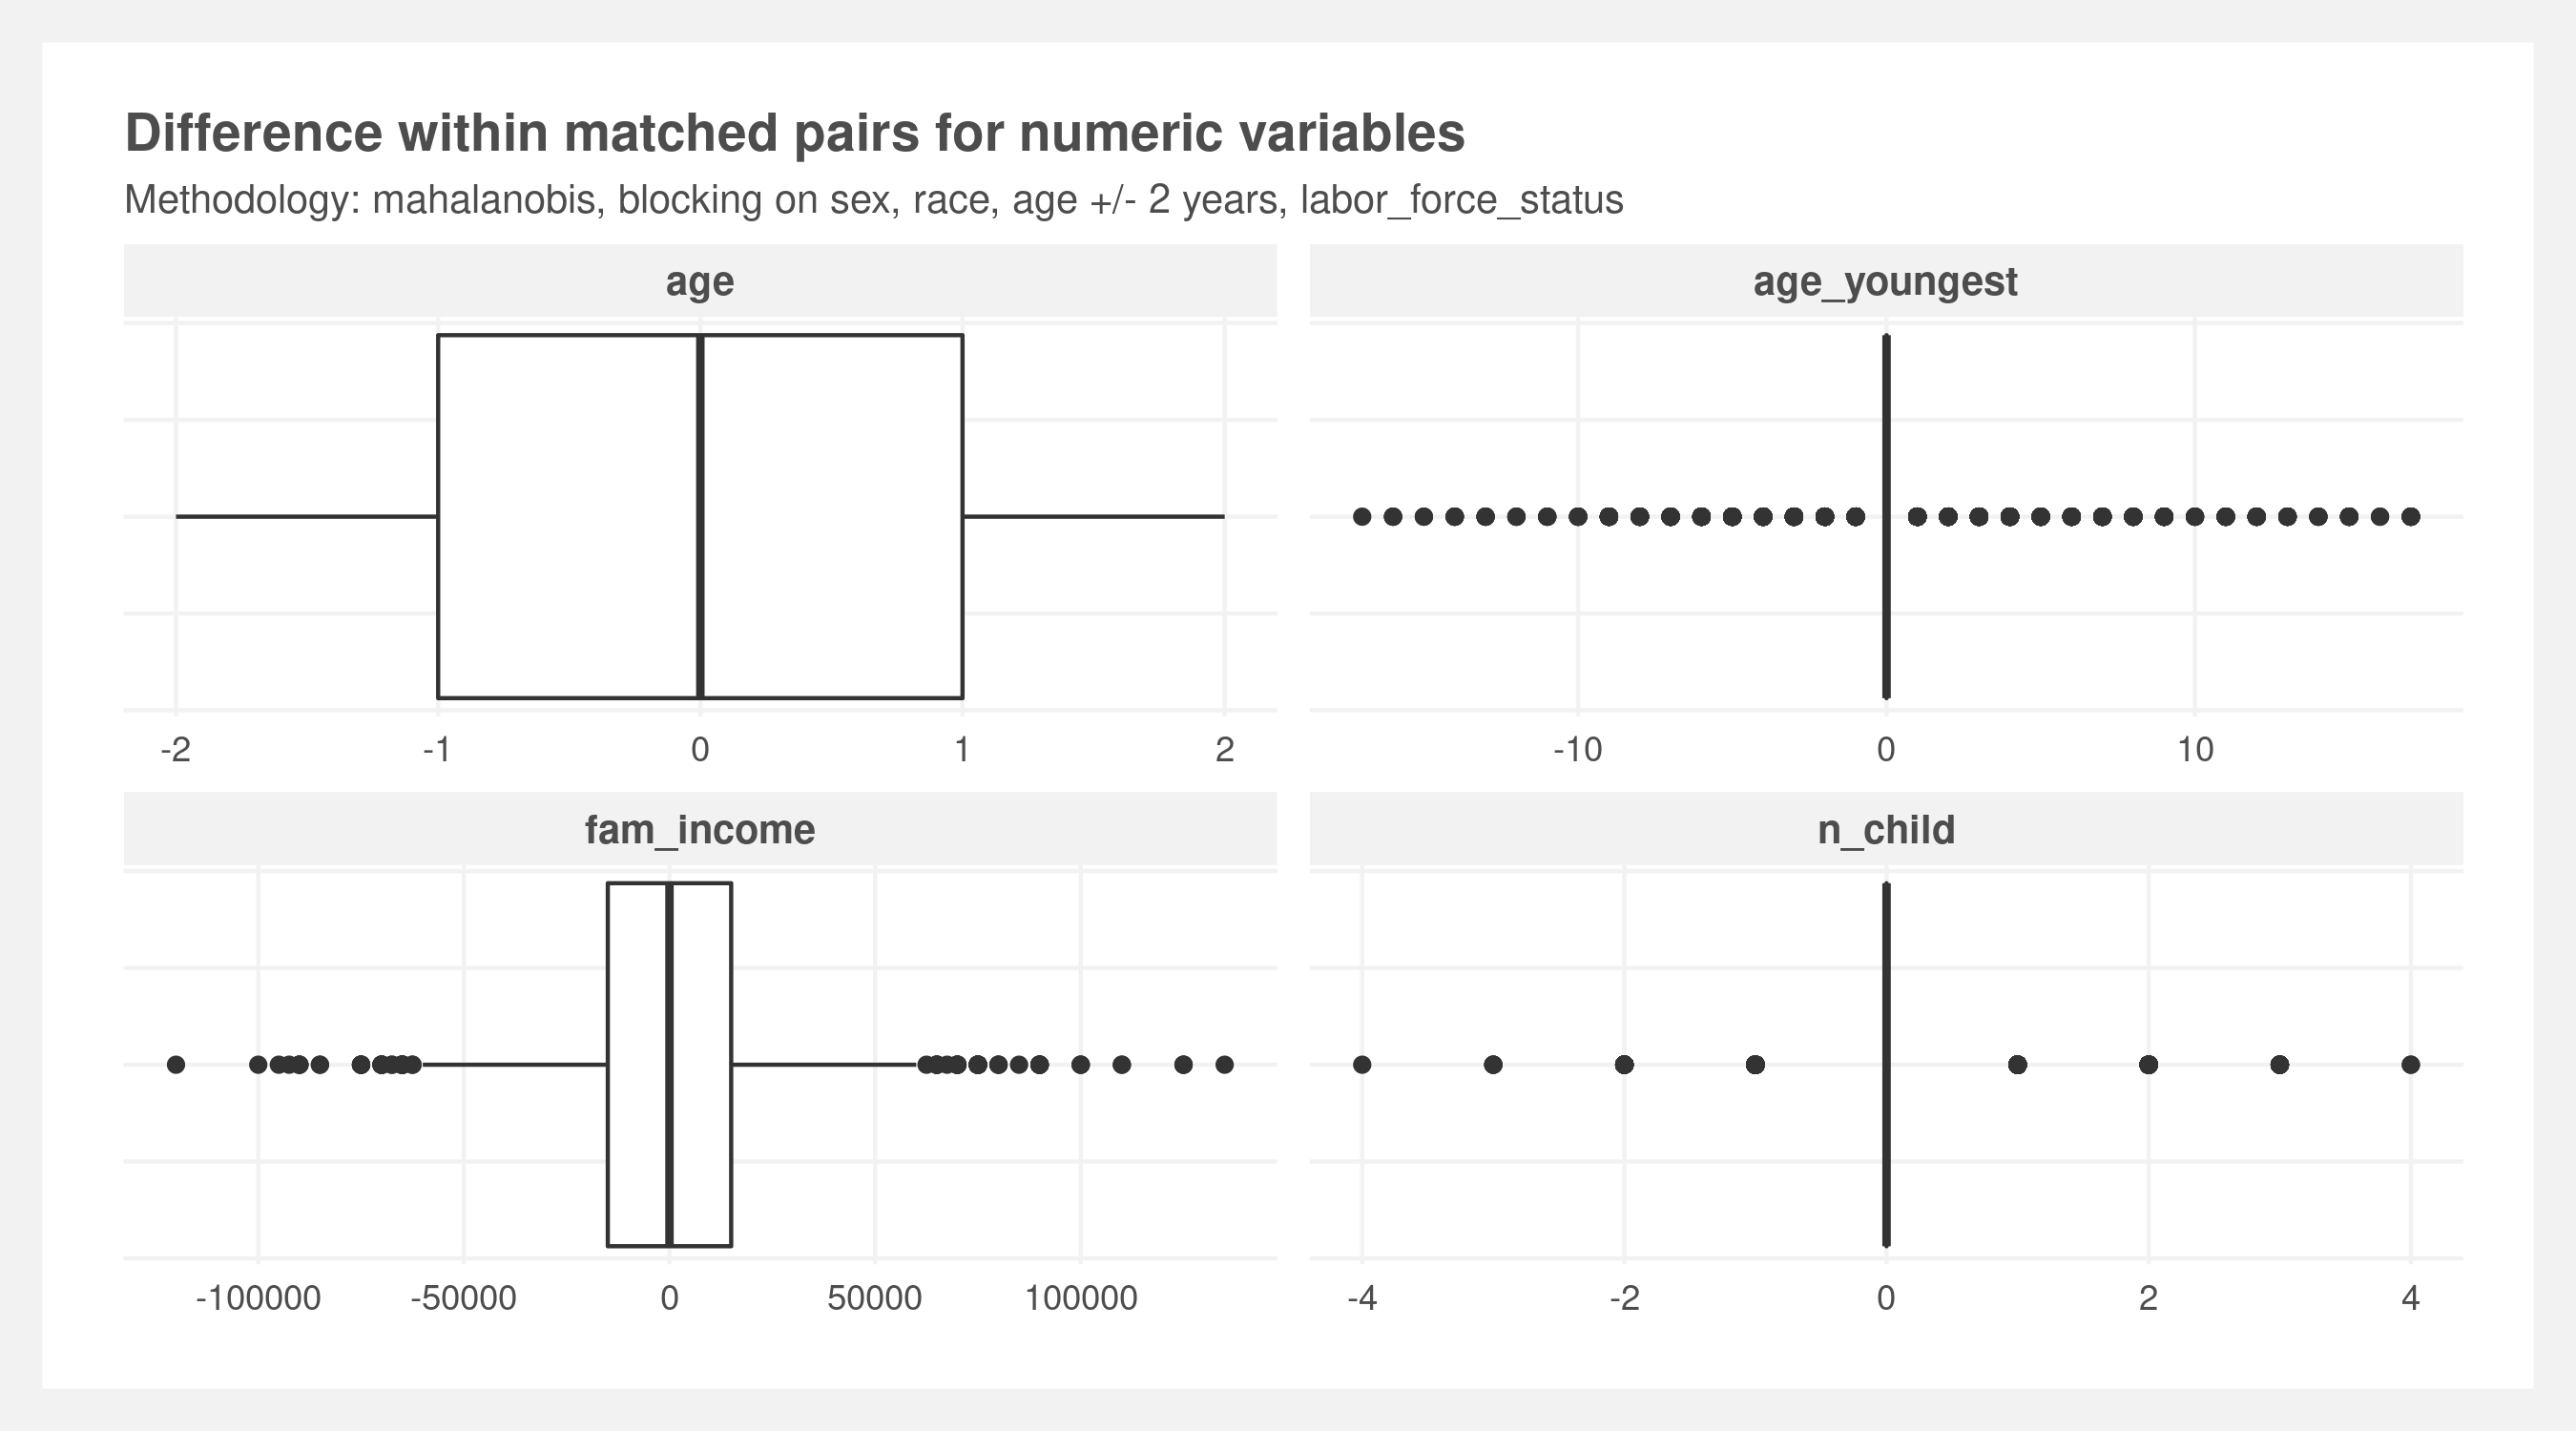 Difference within matched pairs for numeric variables
Methodology: mahalanobis, blocking on sex, race, age +/- 2 years, labor_force_status
age
age_youngest
-2 -1 0 1 2
-10 0 10
fam_income
n_child
-100000 -50000 0 50000 100000
-4 -2 0 2 4